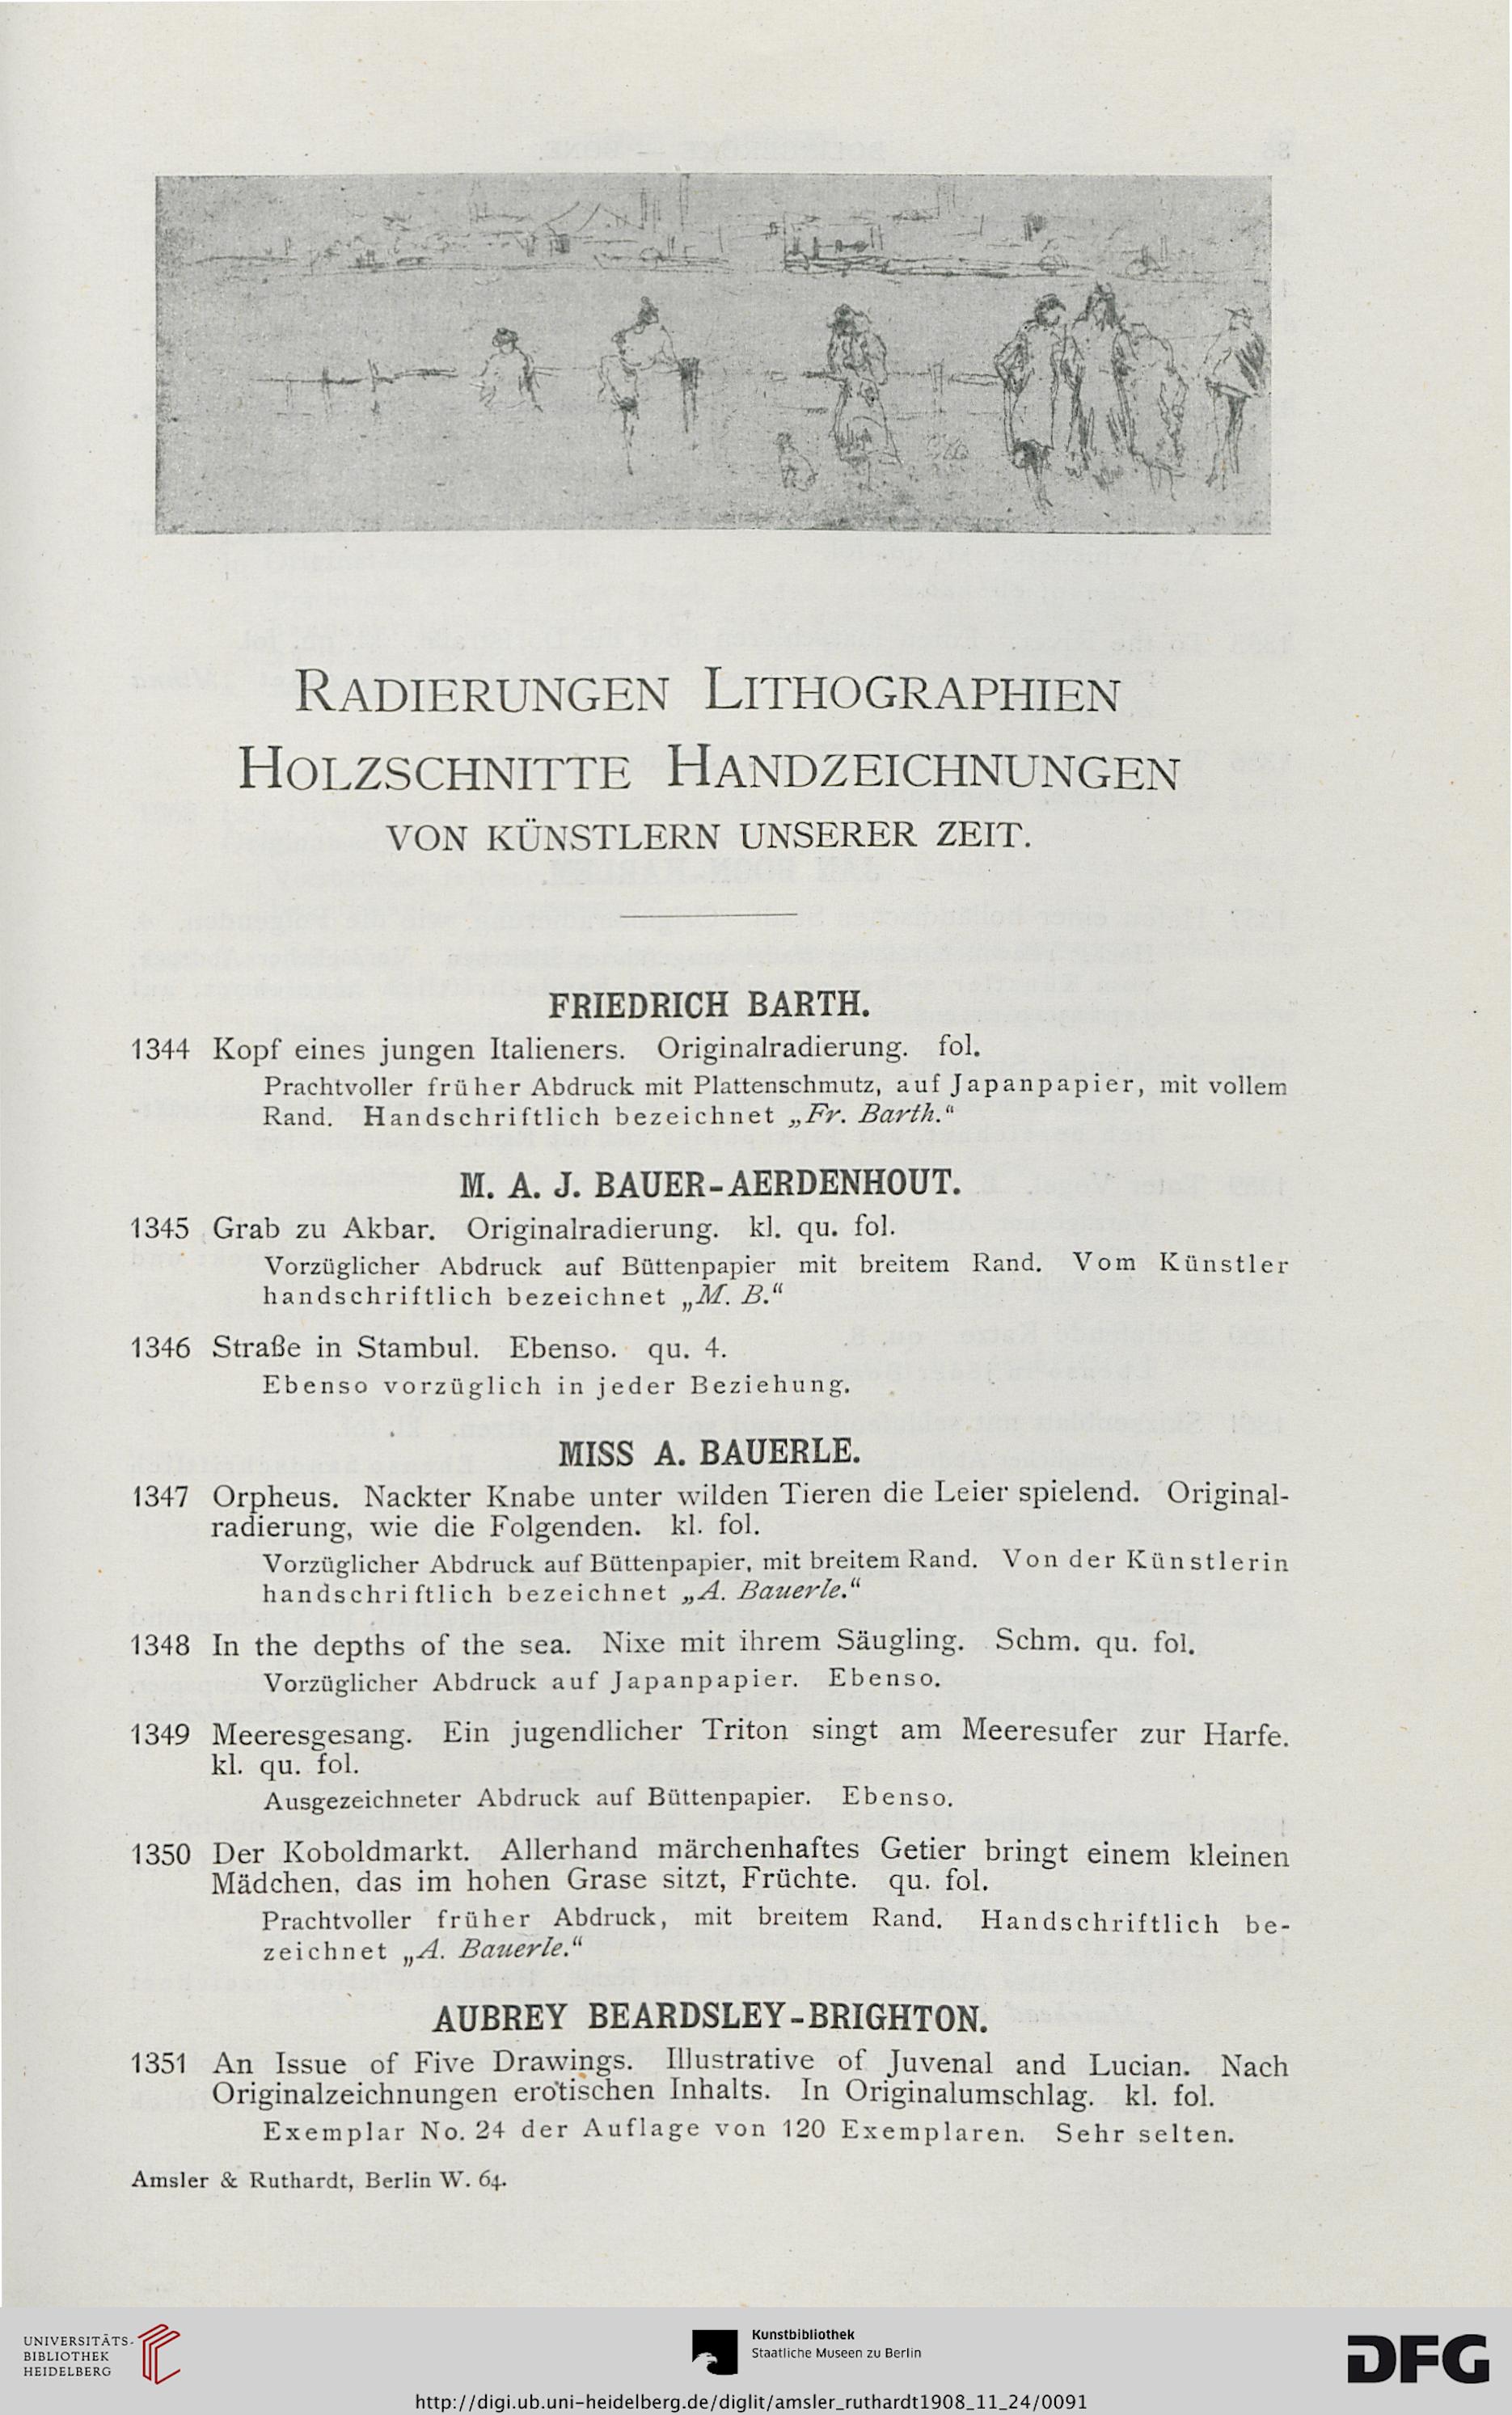 RADIERUNGEN LITHOGRAPHIEN
HOLZSCHNITTE HANDZEICHNUNGEN
VON KÜNSTLERN UNSERER ZEIT.
FRIEDRICH BARTH.
1344 Kopf eines jungen Italieners. Originalradierung. fol.
Prachtvoller früher Abdruck mit Plattenschmutz, auf Japanpapier, mit vollem
Rand. Handschriftlich bezeichnet „Fr. Barth.“
M. A. J. BAUER-AERDENHOUT.
1345 Grab zu Akbar. Originalradierung. kl. qu. fol.
Vorzüglicher Abdruck auf Büttenpapier mit breitem Rand. Vom Künstler
handschriftlich bezeichnet „M. B.“
1346 Straße in Stambul. Ebenso. qu. 4.
Ebenso vorzüglich in jeder Beziehung.
MISS A. BAUERLE.
1347 Orpheus. Nackter Knabe unter wilden Tieren die Leier spielend. Original-
radierung, wie die Folgenden. kl. fol.
Vorzüglicher Abdruck auf Büttenpapier, mit breitem Rand. Von der Künstlerin
handschriftlich bezeichnet „A. Bauerle.“
1348 In the depths of the sea. Nixe mit ihrem Säugling. Schm. qu. fol.
Vorzüglicher Abdruck auf Japanpapier. Ebenso.
1349 Meeresgesang. Ein jugendlicher Triton singt am Meeresufer zur Harfe.
kl. qu. fol.
Ausgezeichneter Abdruck auf Büttenpapier. Ebenso.
1350 Der Koboldmarkt. Allerhand märchenhaftes Getier bringt einem kleinen
Mädchen, das im hohen Grase sitzt, Früchte. qu. fol.
Prachtvoller früher Abdruck, mit breitem Rand. Handschriftlich be-
zeichnet „A. Bauerle.“
AUBREY BEARDSLEY-BRIGHTON.
1351 An Issue of Five Drawings. Illustrative of Juvenal and Lucian. Nach
Originalzeichnungen erotischen Inhalts. In Originalumschlag. kl. fol.
Exemplar No. 24 der Auflage von 120 Exemplaren. Sehr selten.
Amsler & Ruthardt, Berlin W. 64.
UNIVERSITÄTS-
BIBLIOTHEK
HEIDELBERG
Kunstbibliothek
Staatliche Museen zu Berlin
DFG
http://digi.ub.uni-heidelberg.de/diglit/amsler_ruthardt1908_11_24/0091